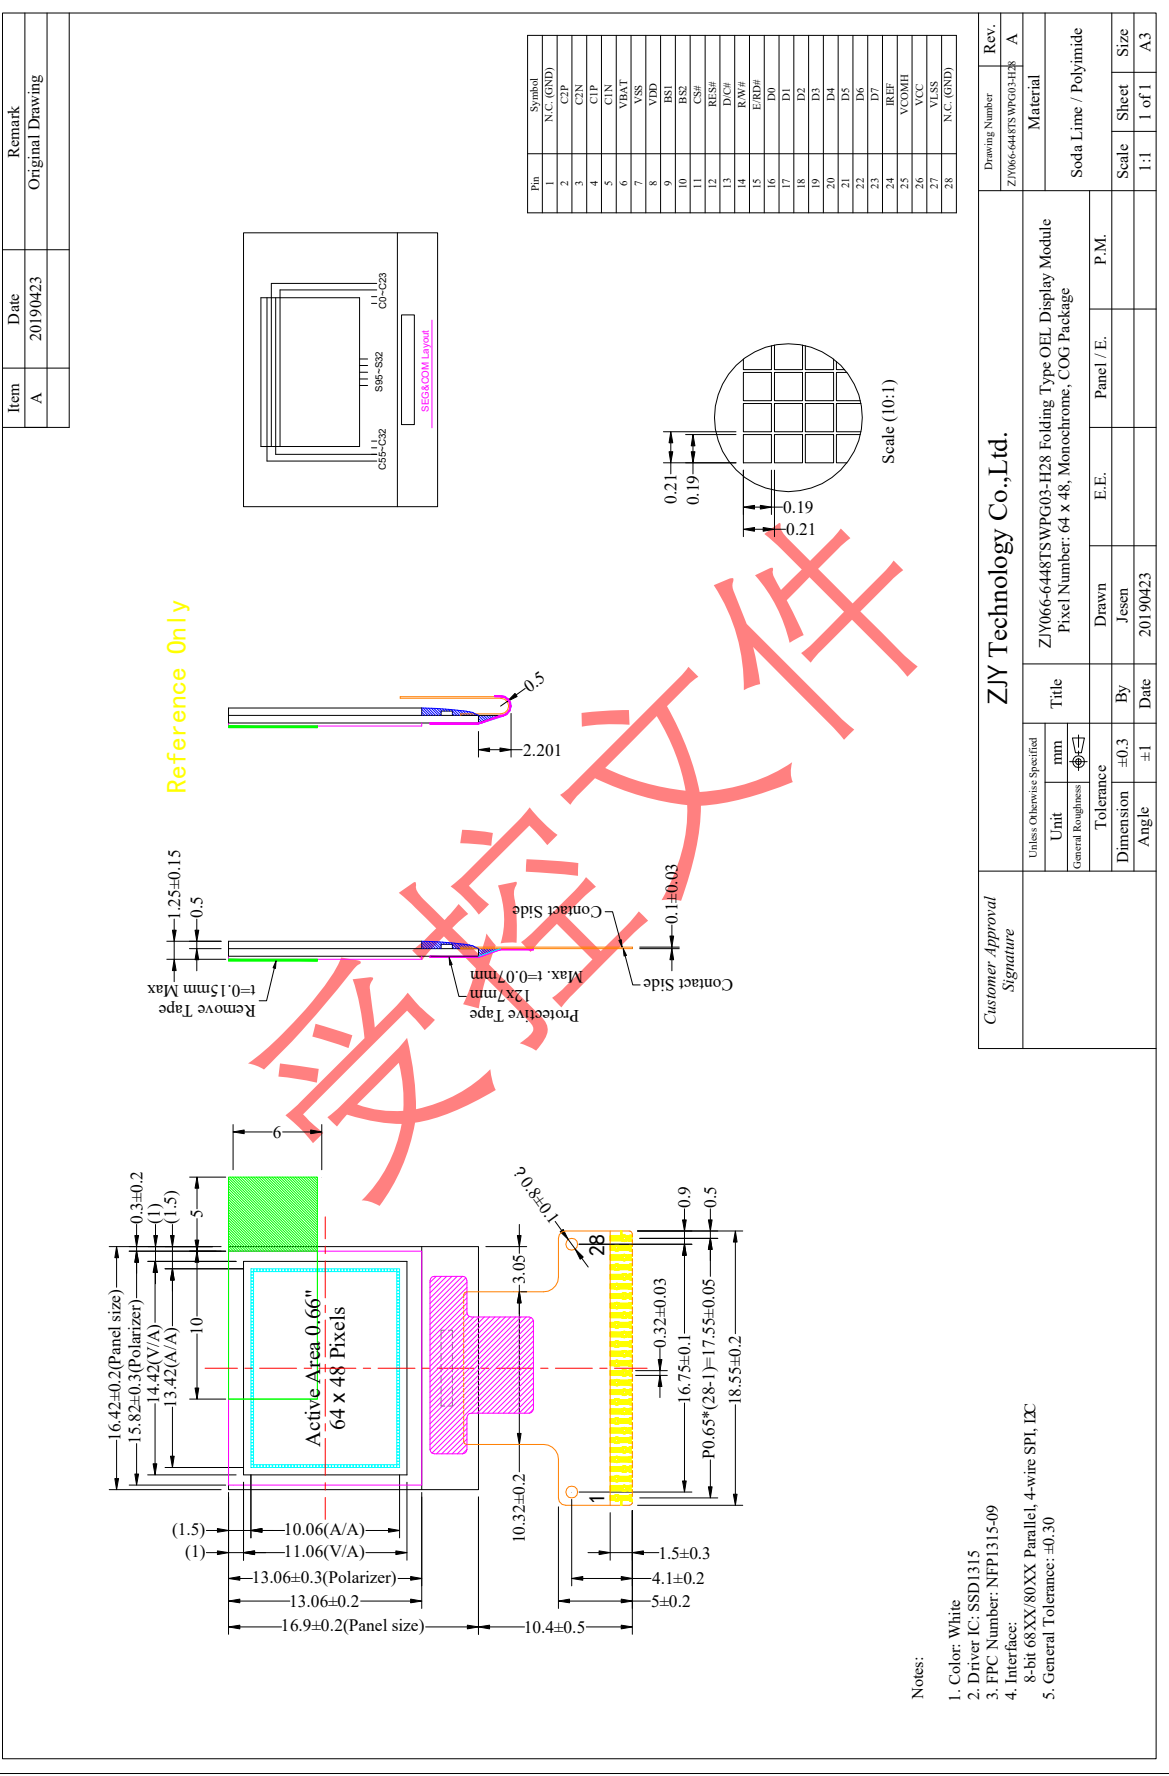 Item Date Remark
A 20190423 Original Drawing
Reference Only
16.42±0.2(Panel size)
15.82±0.3(Polarizer)
14.42(V/A)
13.42(A/A)
10
0.3±0.2
(1)
(1.5)
5
6
Active Area 0.66"
64 x 48 Pixels
(1.5)
10.06(A/A)
(1)
11.06(V/A)
13.06±0.3(Polarizer)
13.06±0.2
16.9±0.2(Panel size)
10.4±0.5
10.32±0.2
3.05
? 0.8±0.1
1
28
0.9
0.5
0.32±0.03
16.75±0.1
P0.65*(28-1)=17.55±0.05
18.55±0.2
1.5±0.3
4.1±0.2
5±0.2
1.25±0.15
0.5
Remove Tape
t=0.15mm Max
Protective Tape
12x7mm
Max. t=0.07mm
Contact Side
Contact Side
0.1±0.03
0.5
2.201
C55~C32
S95~S32
C0~C23
SEG&COM Layout
0.21
0.19
0.19
0.21
Scale (10:1)
Pin Symbol
1 N.C. (GND)
2 C2P
3 C2N
4 C1P
5 C1N
6 VBAT
7 VSS
8 VDD
9 BS1
10 BS2
11 CS#
12 RES#
13 D/C#
14 R/W#
15 E/RD#
16 D0
17 D1
18 D2
19 D3
20 D4
21 D5
22 D6
23 D7
24 IREF
25 VCOMH
26 VCC
27 VLSS
28 N.C. (GND)
受控文件
Notes:
1. Color: White
2. Driver IC: SSD1315
3. FPC Number: NFP1315-09
4. Interface:
8-bit 68XX/80XX Parallel, 4-wire SPI, I2C
5. General Tolerance: ±0.30
Customer Approval
Signature
ZJY Technology Co.,Ltd.
Drawing Number Rev.
ZJY066-6448TSWPG03-H28 A
Unless Otherwise Specified
Unit mm
General Roughness
Tolerance
Dimension ±0.3
Angle ±1
Title
ZJY066-6448TSWPG03-H28 Folding Type OEL Display Module
Pixel Number: 64 x 48, Monochrome, COG Package
Material
Soda Lime / Polyimide
Drawn E.E. Panel / E. P.M.
By Jesen
Date 20190423
Scale Sheet Size
1:1 1 of 1 A3